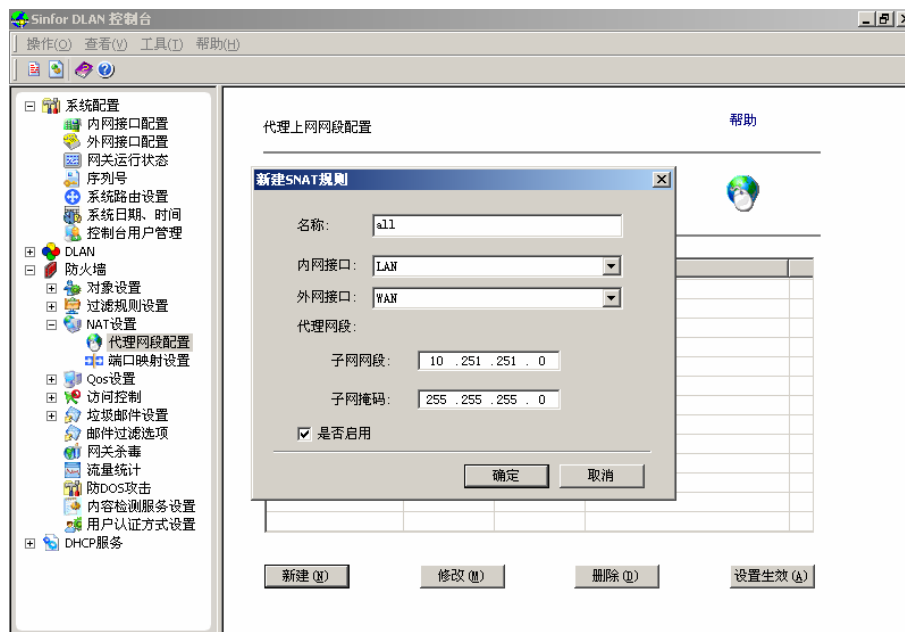 Sinfor DLAN 控制台
操作(O) 查看(V) 工具(T) 帮助(H)
系统配置
内网接口配置
外网接口配置
网关运行状态
序列号
系统路由设置
系统日期、时间
控制台用户管理
DLAN
防火墙
对象设置
过滤规则设置
NAT设置
代理网段配置
端口映射设置
Qos设置
访问控制
垃圾邮件设置
邮件过滤选项
网关杀毒
流量统计
防DOS攻击
内容检测服务设置
用户认证方式设置
DHCP服务
代理上网网段配置
帮助
新建SNAT规则
名称: all
内网接口: LAN
外网接口: WAN
代理网段:
子网网段: 10 .251 .251 . 0
子网掩码: 255 .255 .255 . 0
是否启用
确定 取消
新建(N) 修改(M) 删除(D) 设置生效(A)